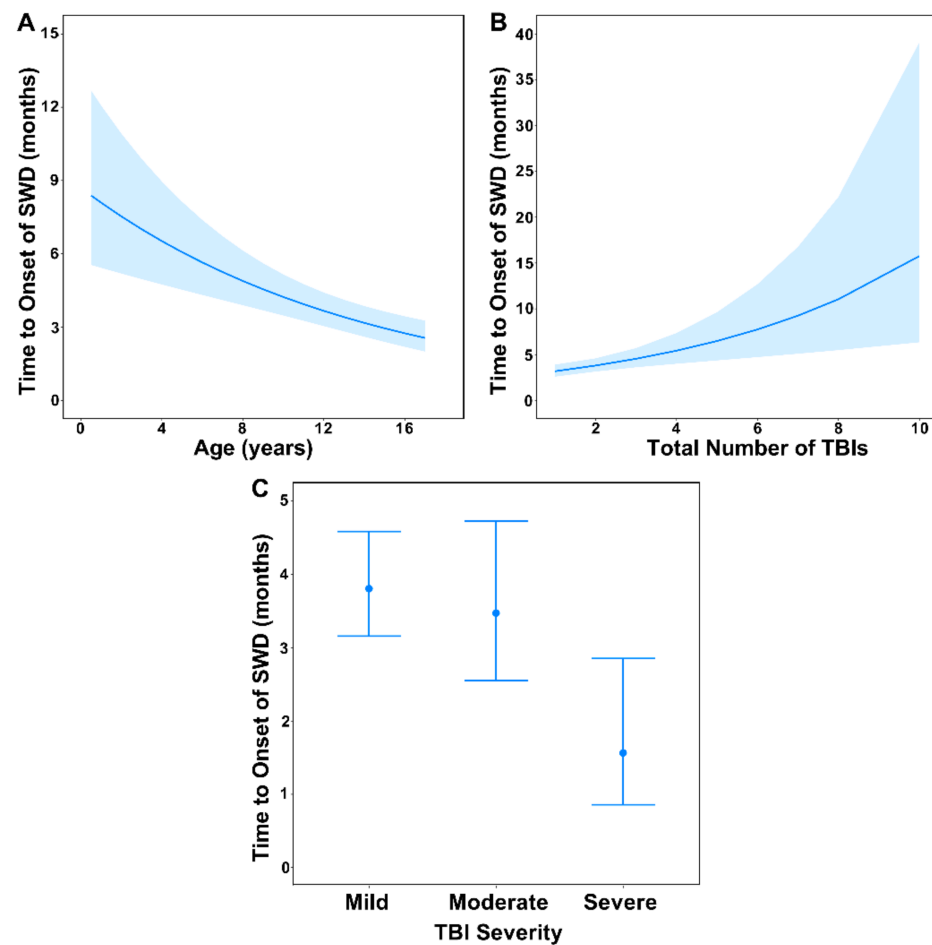 A
Time to Onset of SWD (months)
15
12
9
6
3
0
0 4 8 12 16
Age (years)
B
Time to Onset of SWD (months)
40
35
30
25
20
15
10
5
0
2 4 6 8 10
Total Number of TBIs
C
Time to Onset of SWD (months)
5
4
3
2
1
0
Mild Moderate Severe
TBI Severity